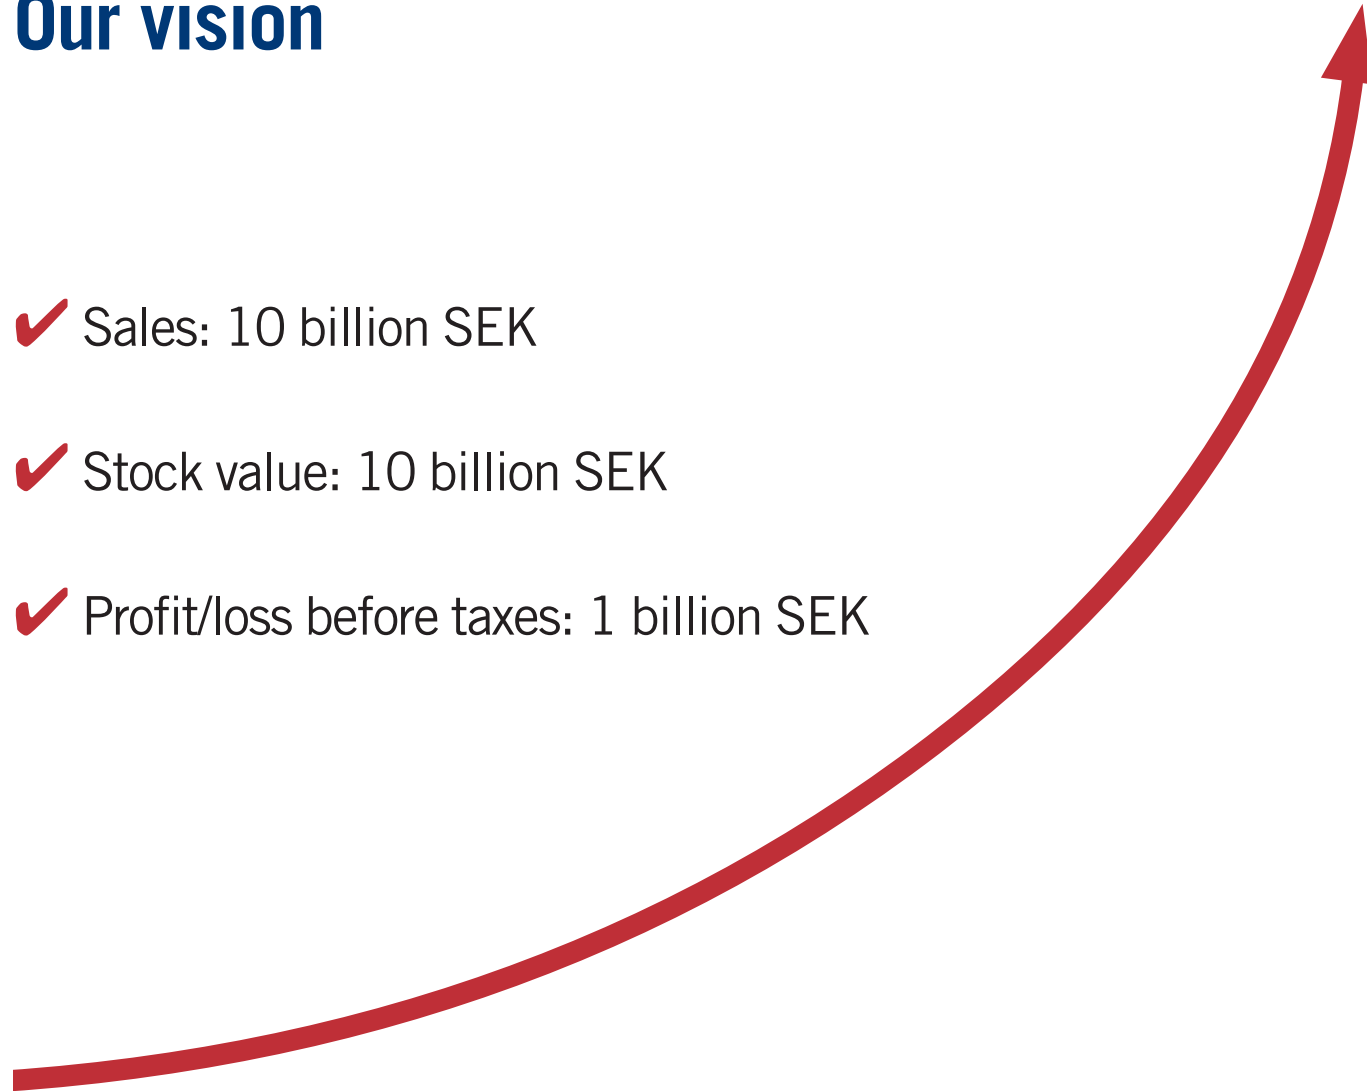 Our vision
✔ Sales: 10 billion SEK
✔ Stock value: 10 billion SEK
✔ Profit/loss before taxes: 1 billion SEK